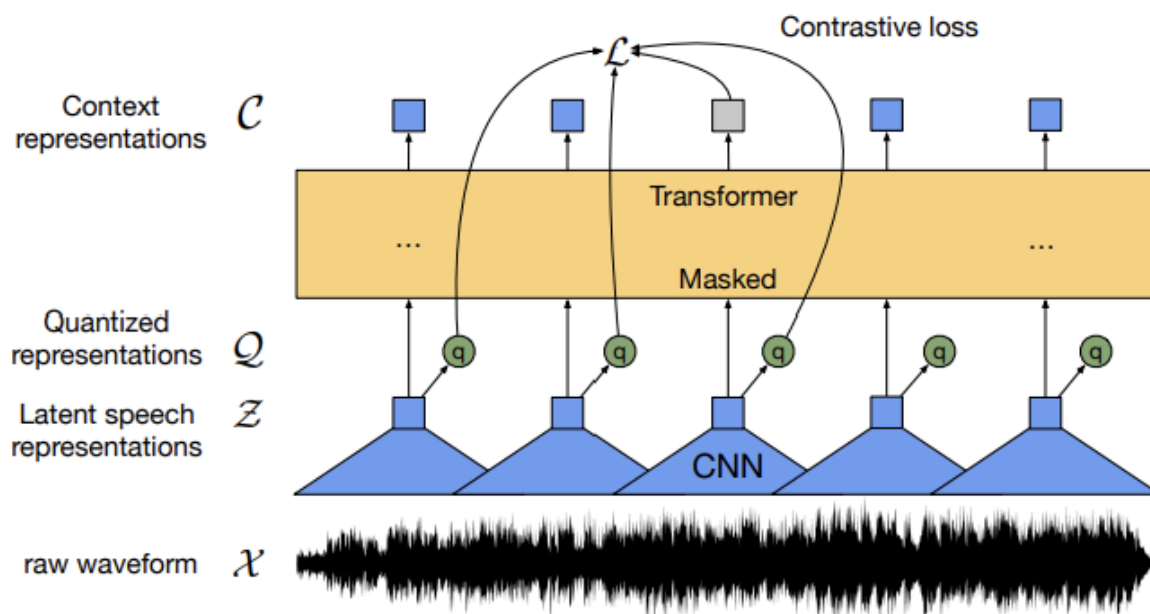 Contrastive loss
ℒ
Context
representations 𝒞
Transformer
... ...
Masked
Quantized
representations 𝒬
q q q q q
Latent speech
representations 𝒵
CNN
raw waveform 𝒳